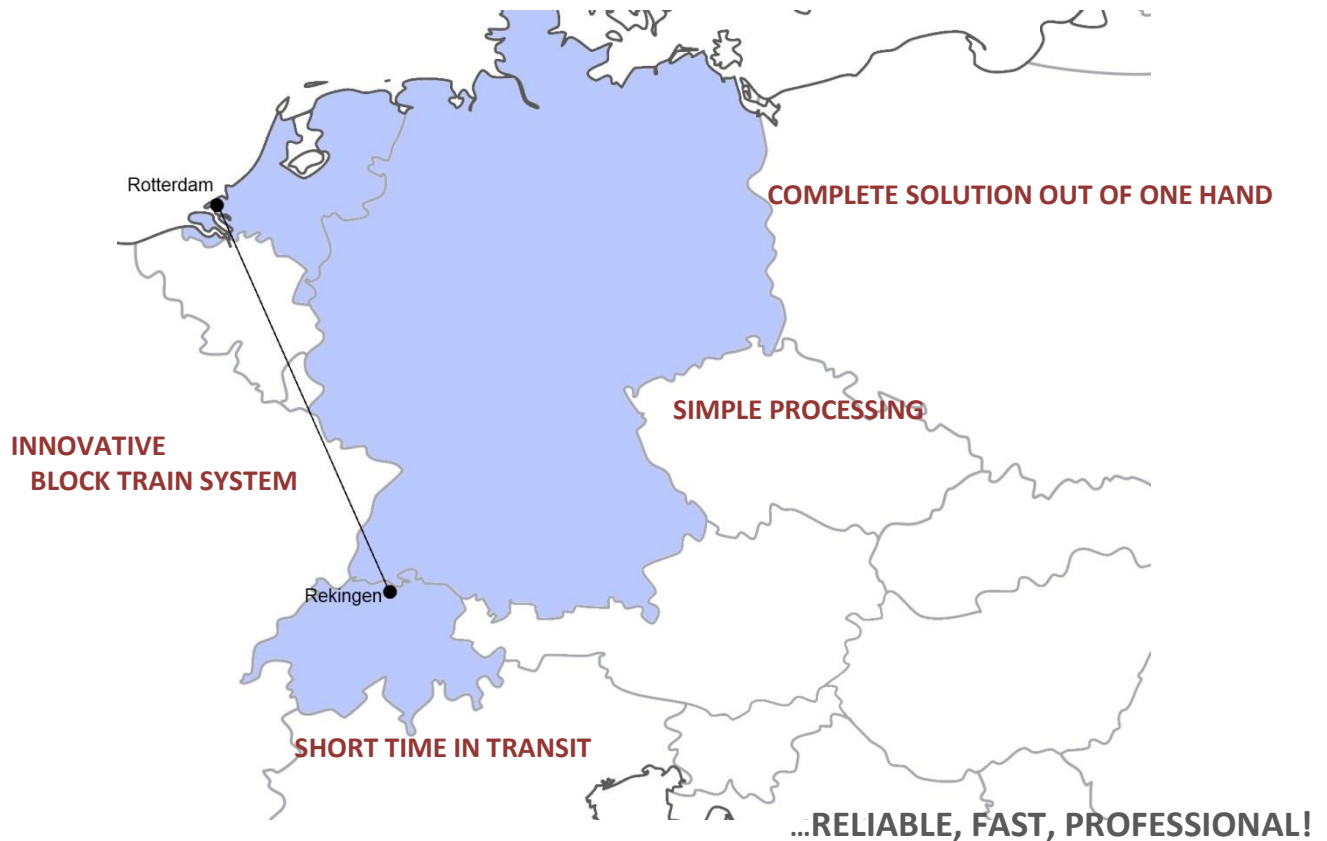 Rotterdam
COMPLETE SOLUTION OUT OF ONE HAND
SIMPLE PROCESSING
INNOVATIVE
BLOCK TRAIN SYSTEM
Rekingen
SHORT TIME IN TRANSIT
...RELIABLE, FAST, PROFESSIONAL!